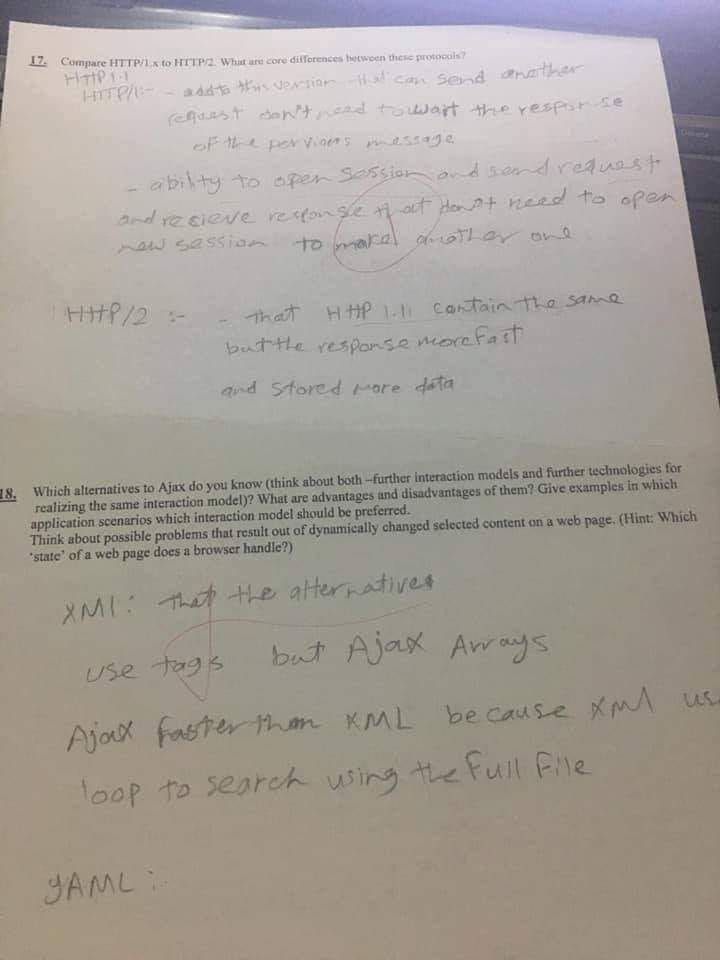 17. Compare HTTP/1.x to HTTP/2. What are core differences between these protocols?
HTTP 1.1
HTTP/1:- - add to this version that can send another
request don't need to wait the response
of the pervious message
- ability to open Session and send request
and recieve response that don't need to open
new session to make another one
HTTP/2 :- - that HTTP 1.1 contain the same
but the response more fast
and Stored more data
18. Which alternatives to Ajax do you know (think about both –further interaction models and further technologies for
realizing the same interaction model)? What are advantages and disadvantages of them? Give examples in which
application scenarios which interaction model should be preferred.
Think about possible problems that result out of dynamically changed selected content on a web page. (Hint: Which
'state' of a web page does a browser handle?)
XMl: that the alternatives
use tags but Ajax Arrays
Ajax faster than XML because xml us
loop to search using the full file
YAML: